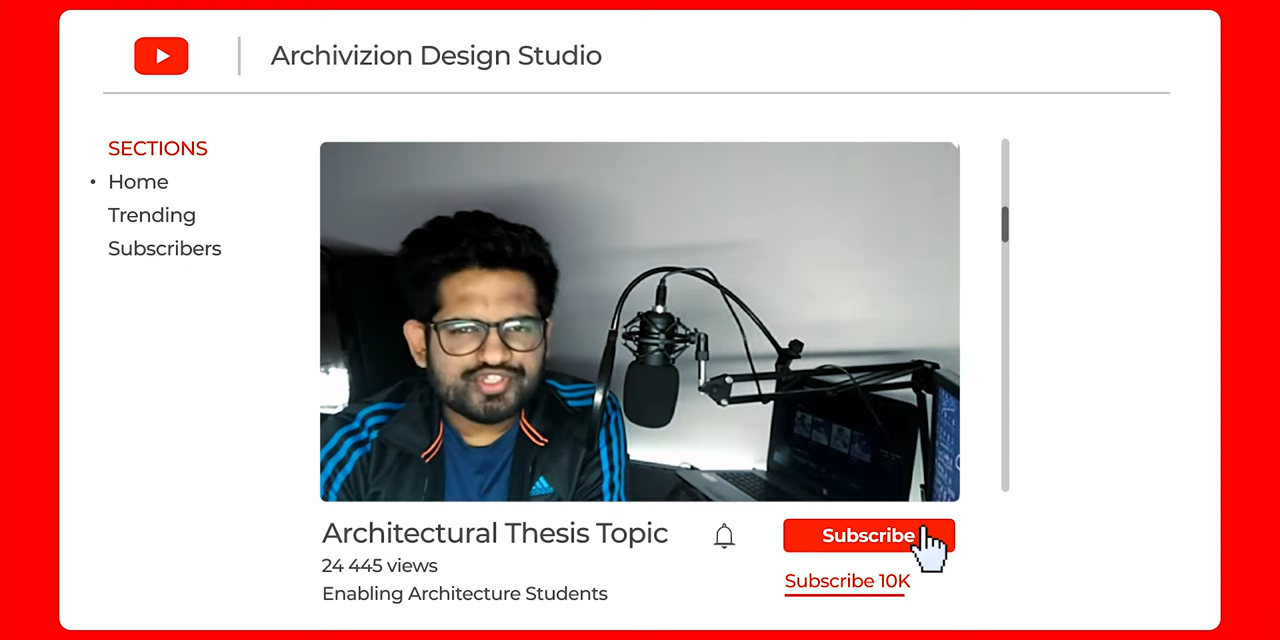 Archivizion Design Studio
SECTIONS
• Home
Trending
Subscribers
Architectural Thesis Topic
24 445 views
Enabling Architecture Students
Subscribe
Subscribe 10K